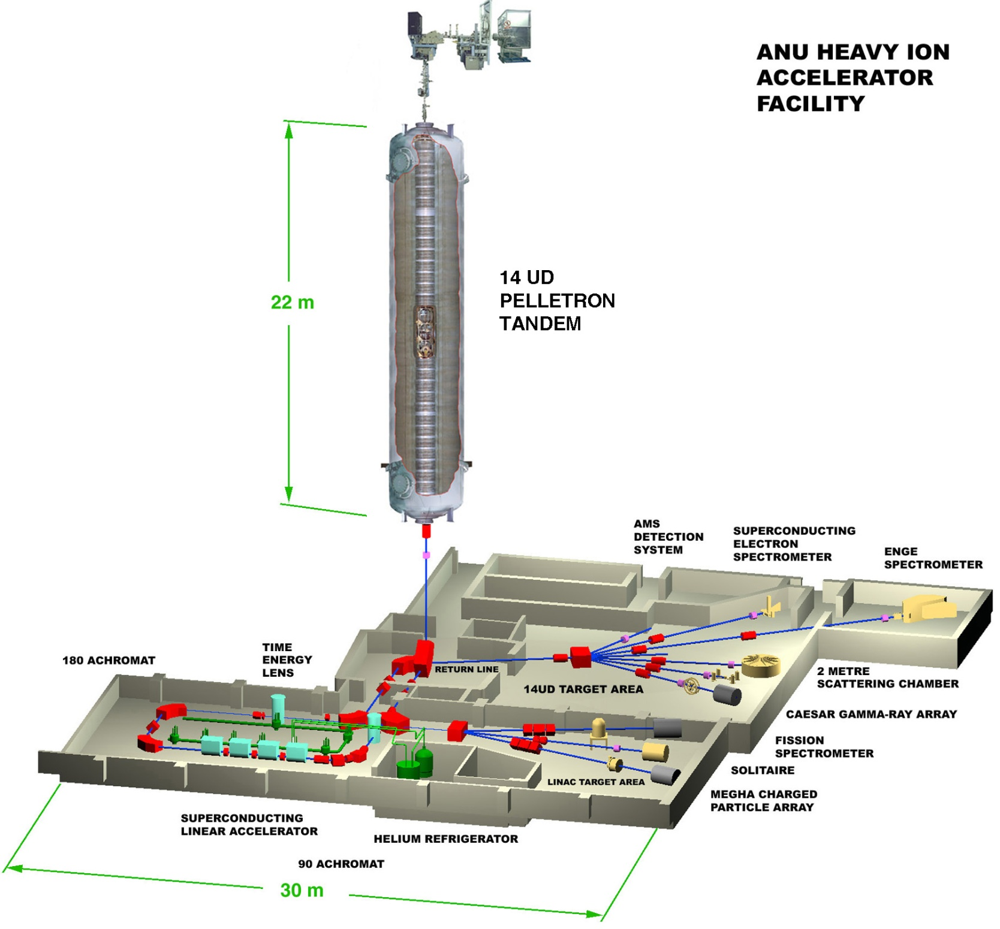 ANU HEAVY ION
ACCELERATOR
FACILITY
22 m
14 UD
PELLETRON
TANDEM
AMS
DETECTION
SYSTEM
SUPERCONDUCTING
ELECTRON
SPECTROMETER
ENGE
SPECTROMETER
180 ACHROMAT
TIME
ENERGY
LENS
RETURN LINE
14UD TARGET AREA
2 METRE
SCATTERING CHAMBER
CAESAR GAMMA-RAY ARRAY
FISSION
SPECTROMETER
SOLITAIRE
LINAC TARGET AREA
MEGHA CHARGED
PARTICLE ARRAY
SUPERCONDUCTING
LINEAR ACCELERATOR
HELIUM REFRIGERATOR
90 ACHROMAT
30 m